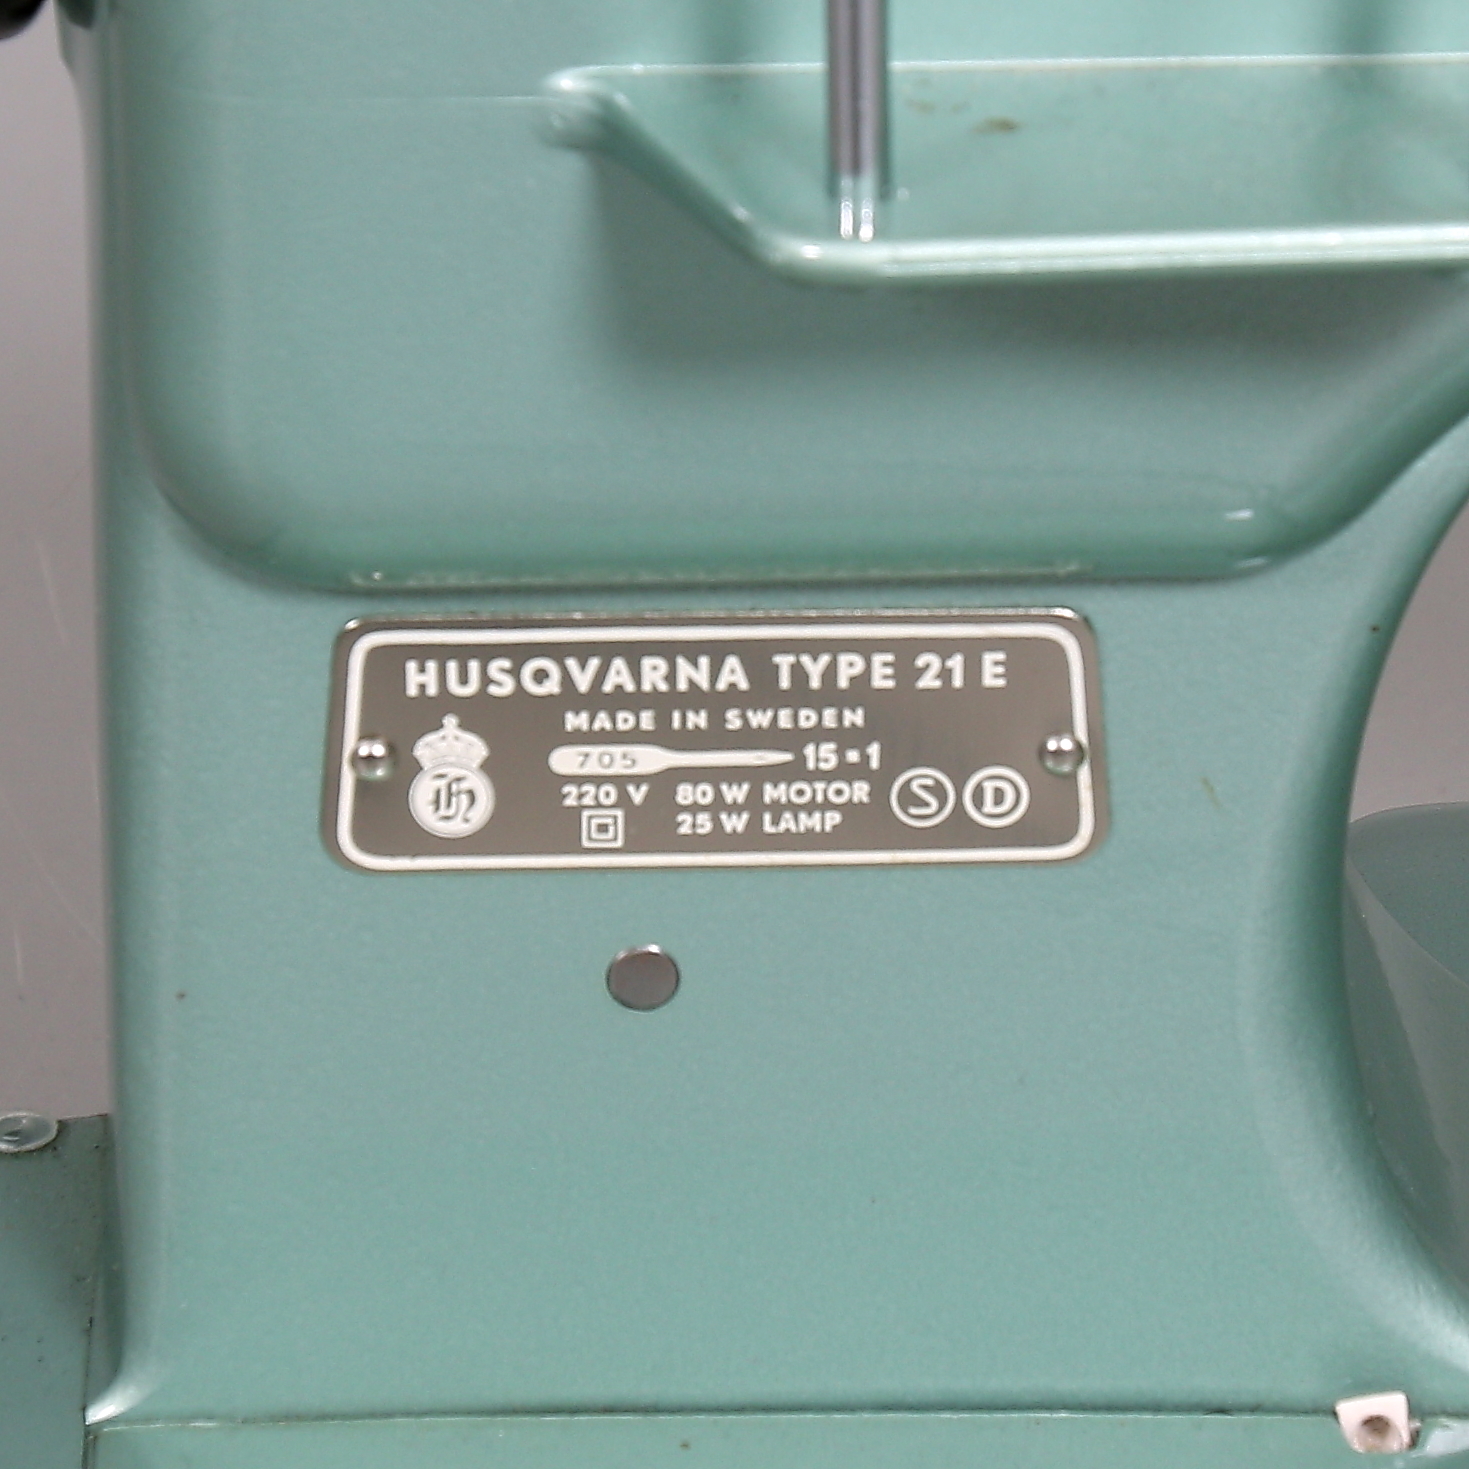 HUSQVARNA TYPE 21 E
MADE IN SWEDEN
705 15▪1
220 V 80 W MOTOR
25 W LAMP
H
S D